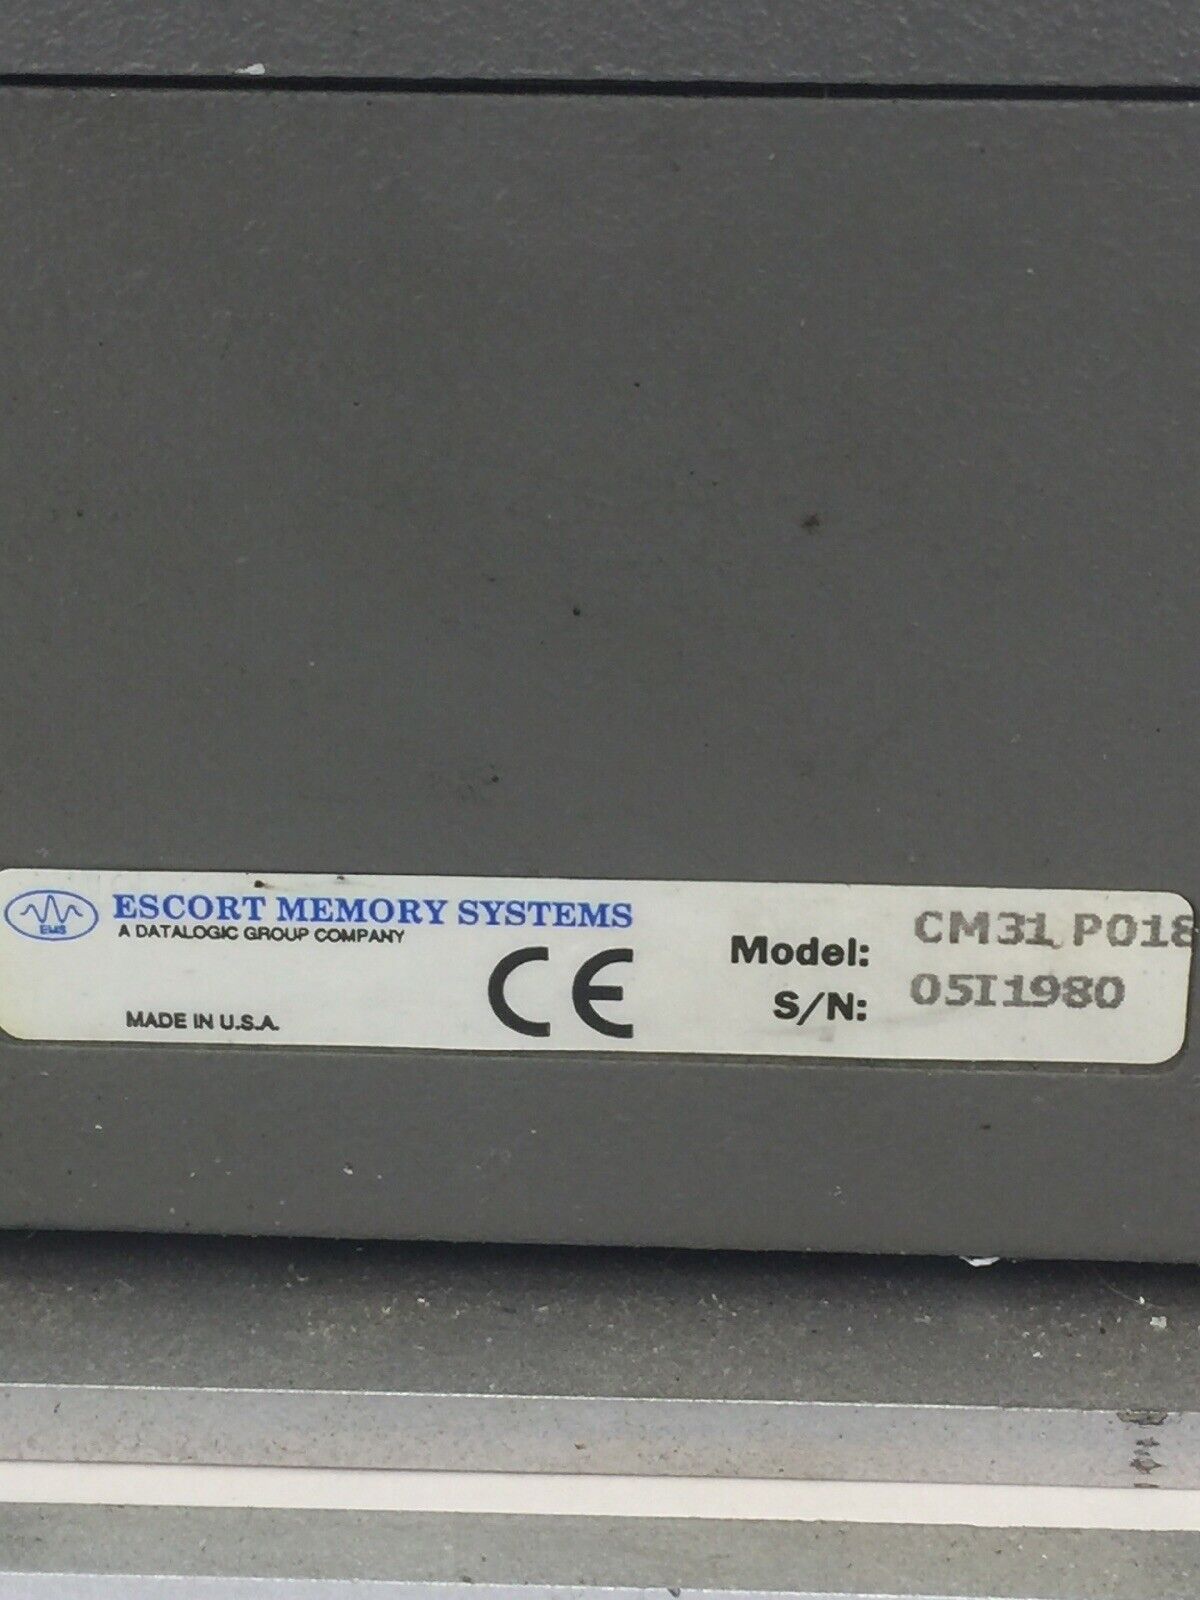 EMS
ESCORT MEMORY SYSTEMS
A DATALOGIC GROUP COMPANY
CE
MADE IN U.S.A.
Model: CM31 P018
S/N: 05I1980